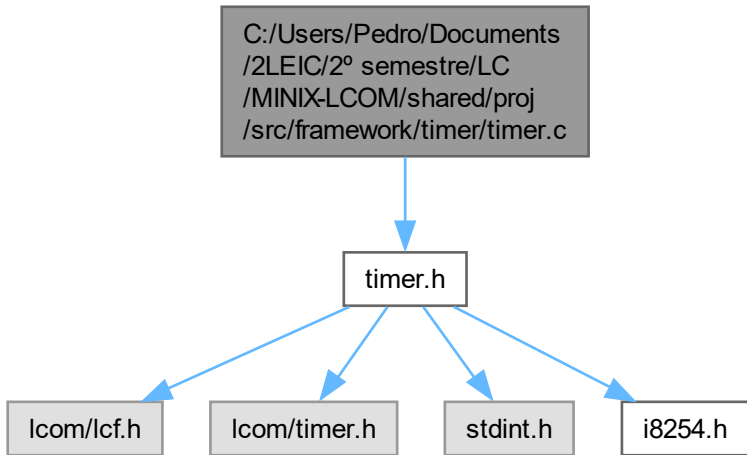 C:/Users/Pedro/Documents
/2LEIC/2º semestre/LC
/MINIX-LCOM/shared/proj
/src/framework/timer/timer.c
timer.h
lcom/lcf.h
lcom/timer.h
stdint.h
i8254.h